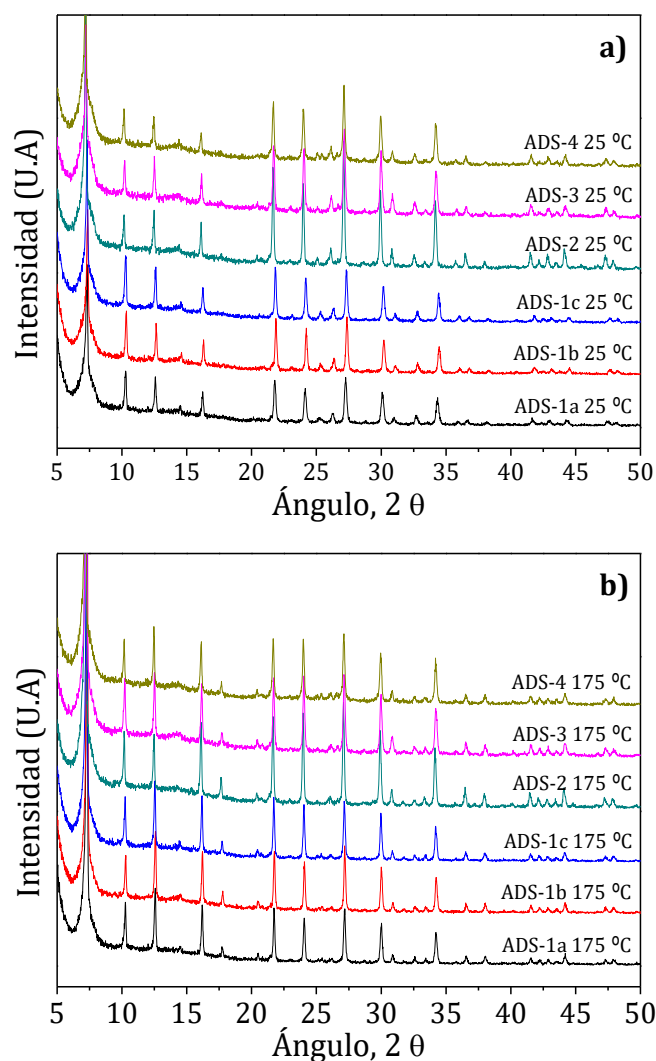 a)
Intensidad (U.A)
ADS-4 25 ºC
ADS-3 25 ºC
ADS-2 25 ºC
ADS-1c 25 ºC
ADS-1b 25 ºC
ADS-1a 25 ºC
5 10 15 20 25 30 35 40 45 50
Ángulo, 2 θ
b)
Intensidad (U.A)
ADS-4 175 ºC
ADS-3 175 ºC
ADS-2 175 ºC
ADS-1c 175 ºC
ADS-1b 175 ºC
ADS-1a 175 ºC
5 10 15 20 25 30 35 40 45 50
Ángulo, 2 θ